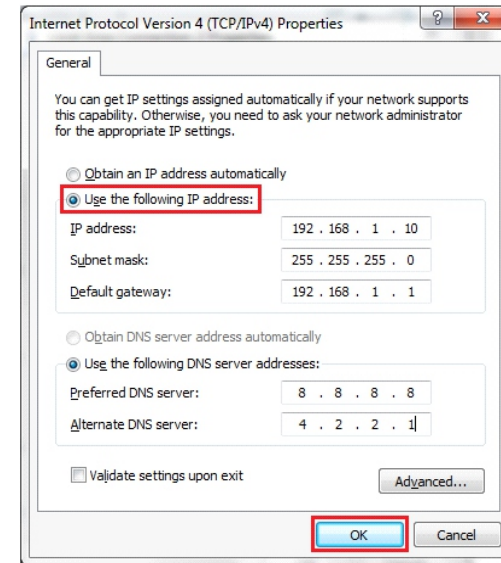 Internet Protocol Version 4 (TCP/IPv4) Properties
?
X
General
You can get IP settings assigned automatically if your network supports
this capability. Otherwise, you need to ask your network administrator
for the appropriate IP settings.
Obtain an IP address automatically
Use the following IP address:
IP address: 192 . 168 . 1 . 10
Subnet mask: 255 . 255 . 255 . 0
Default gateway: 192 . 168 . 1 . 1
Obtain DNS server address automatically
Use the following DNS server addresses:
Preferred DNS server: 8 . 8 . 8 . 8
Alternate DNS server: 4 . 2 . 2 . 1
Validate settings upon exit
Advanced...
OK Cancel